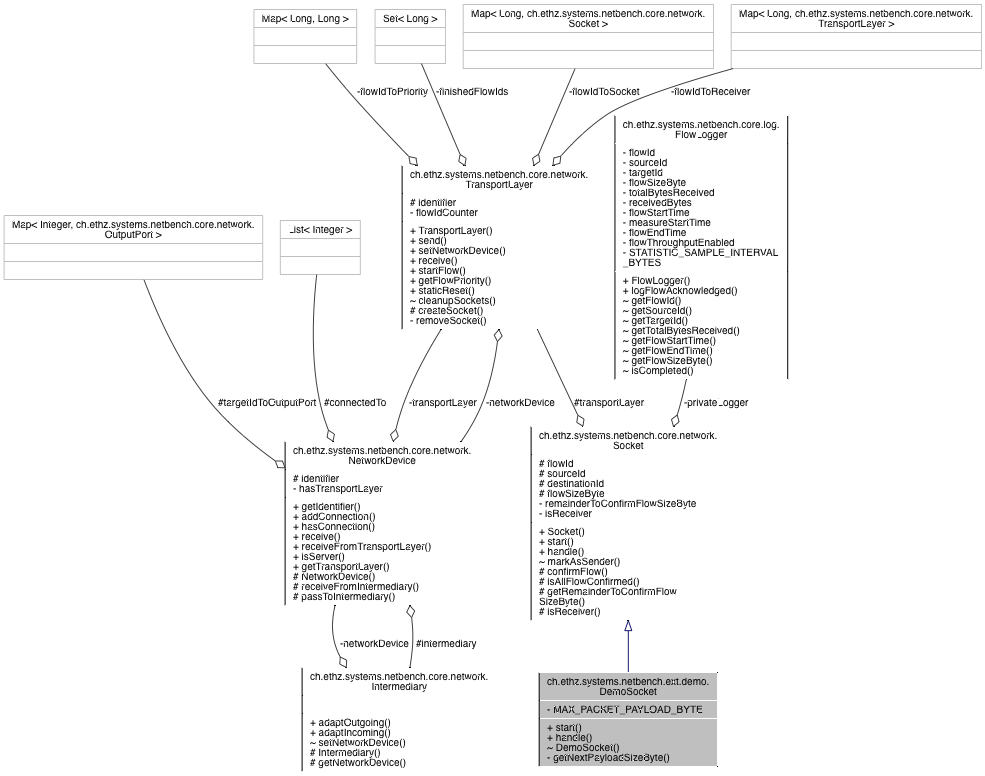 Map< Long, Long >
Set< Long >
Map< Long, ch.ethz.systems.netbench.core.network.
Socket >
Map< Long, ch.ethz.systems.netbench.core.network.
TransportLayer >
-flowIdToPriority
-finishedFlowIds
-flowIdToSocket
-flowIdToReceiver
ch.ethz.systems.netbench.core.log.
FlowLogger
- flowId
- sourceId
- targetId
- flowSizeByte
- totalBytesReceived
- receivedBytes
- flowStartTime
- measureStartTime
- flowEndTime
- flowThroughputEnabled
- STATISTIC_SAMPLE_INTERVAL
_BYTES
+ FlowLogger()
+ logFlowAcknowledged()
~ getFlowId()
~ getSourceId()
~ getTargetId()
~ getTotalBytesReceived()
~ getFlowStartTime()
~ getFlowEndTime()
~ getFlowSizeByte()
~ isCompleted()
ch.ethz.systems.netbench.core.network.
TransportLayer
# identifier
- flowIdCounter
+ TransportLayer()
+ send()
+ setNetworkDevice()
+ receive()
+ startFlow()
+ getFlowPriority()
+ staticReset()
~ cleanupSockets()
# createSocket()
- removeSocket()
Map< Integer, ch.ethz.systems.netbench.core.network.
OutputPort >
List< Integer >
#targetIdToOutputPort
#connectedTo
-transportLayer
-networkDevice
#transportLayer
-privateLogger
ch.ethz.systems.netbench.core.network.
NetworkDevice
# identifier
- hasTransportLayer
+ getIdentifier()
+ addConnection()
+ hasConnection()
+ receive()
+ receiveFromTransportLayer()
+ isServer()
+ getTransportLayer()
# NetworkDevice()
# receiveFromIntermediary()
# passToIntermediary()
ch.ethz.systems.netbench.core.network.
Socket
# flowId
# sourceId
# destinationId
# flowSizeByte
- remainderToConfirmFlowSizeByte
- isReceiver
+ Socket()
+ start()
+ handle()
~ markAsSender()
# confirmFlow()
# isAllFlowConfirmed()
# getRemainderToConfirmFlow
SizeByte()
# isReceiver()
-networkDevice
#intermediary
ch.ethz.systems.netbench.core.network.
Intermediary
+ adaptOutgoing()
+ adaptIncoming()
~ setNetworkDevice()
# Intermediary()
# getNetworkDevice()
ch.ethz.systems.netbench.ext.demo.
DemoSocket
- MAX_PACKET_PAYLOAD_BYTE
+ start()
+ handle()
~ DemoSocket()
- getNextPayloadSizeByte()